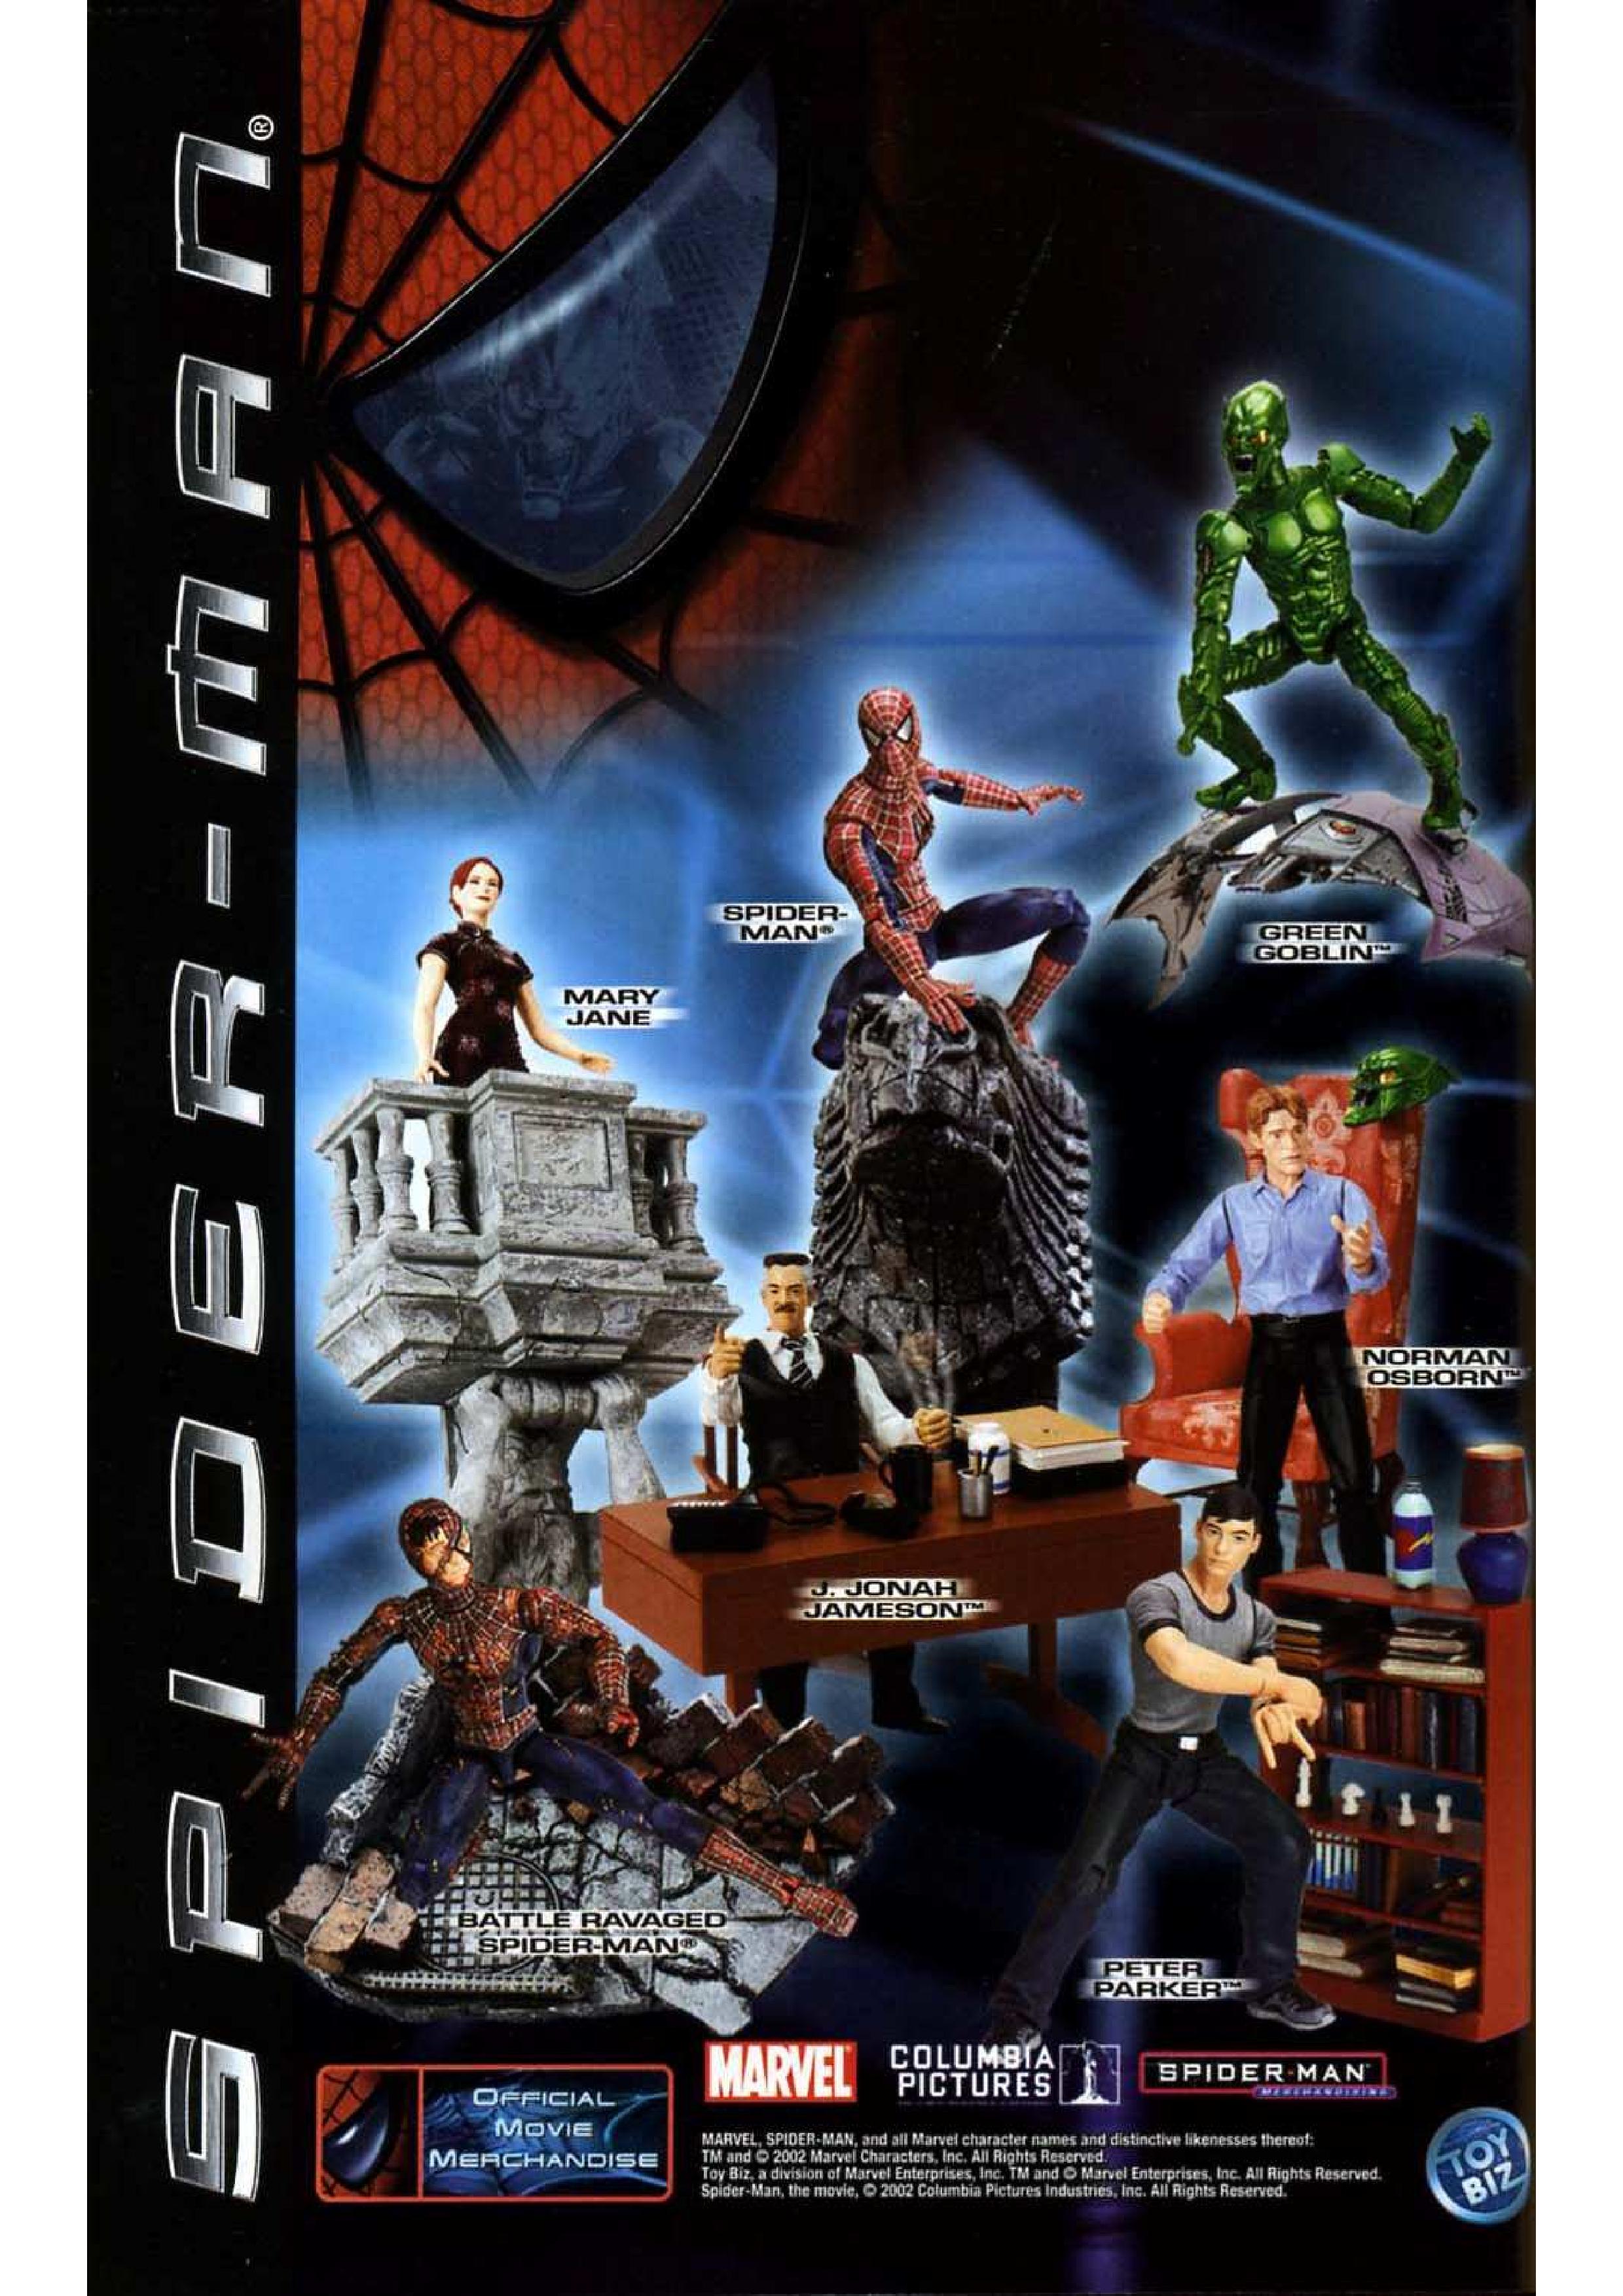 SPIDER-MAN®
SPIDER-
MAN®
GREEN
GOBLIN™
MARY
JANE
NORMAN
OSBORN™
J. JONAH
JAMESON™
BATTLE RAVAGED
SPIDER-MAN®
PETER
PARKER™
OFFICIAL
MOVIE
MERCHANDISE
MARVEL
COLUMBIA
PICTURES
SPIDER-MAN
MERCHANDISING
MARVEL, SPIDER-MAN, and all Marvel character names and distinctive likenesses thereof:
TM and © 2002 Marvel Characters, Inc. All Rights Reserved.
Toy Biz, a division of Marvel Enterprises, Inc. TM and © Marvel Enterprises, Inc. All Rights Reserved.
Spider-Man, the movie, © 2002 Columbia Pictures Industries, Inc. All Rights Reserved.
TOY
BIZ